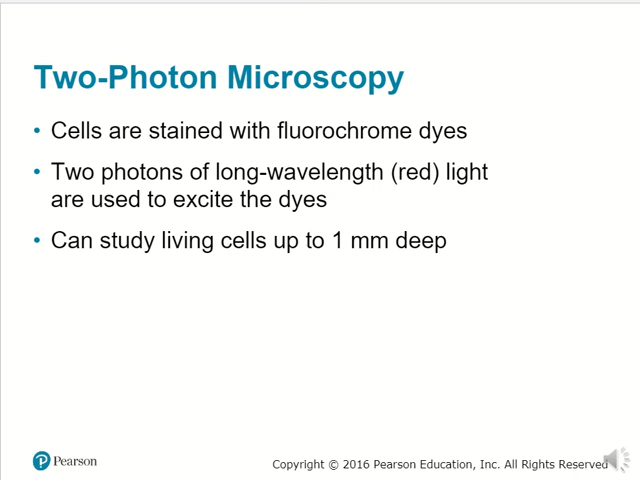 Two-Photon Microscopy
• Cells are stained with fluorochrome dyes
• Two photons of long-wavelength (red) light
are used to excite the dyes
• Can study living cells up to 1 mm deep
Pearson
Copyright © 2016 Pearson Education, Inc. All Rights Reserved